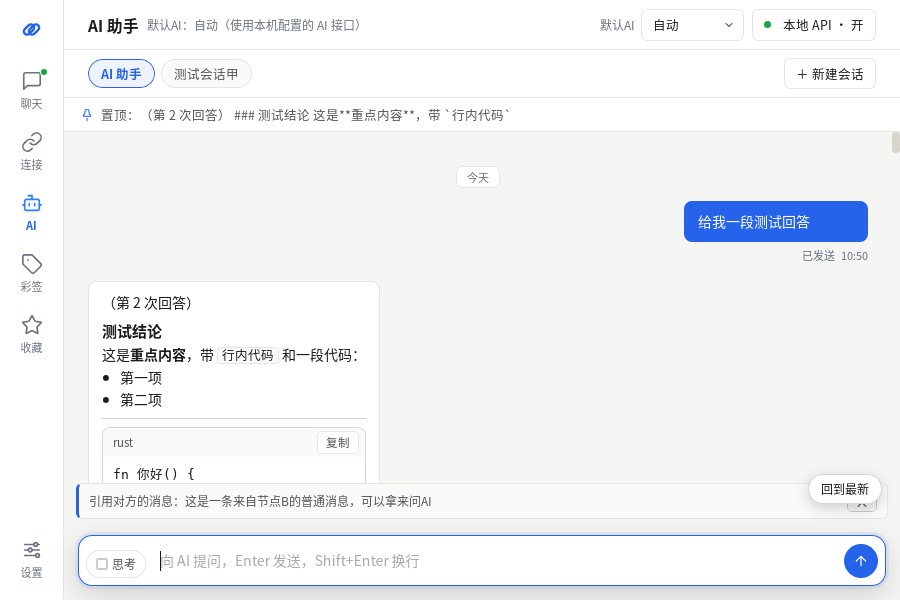 AI 助手 默认AI：自动（使用本机配置的 AI 接口） 默认AI 自动 本地 API · 开
聊天
连接
AI
彩签
收藏
设置
AI 助手 测试会话甲 ＋ 新建会话
置顶：（第 2 次回答） ### 测试结论 这是**重点内容**，带 `行内代码`
今天
给我一段测试回答
已发送 10:50
（第 2 次回答）
测试结论
这是重点内容，带 行内代码 和一段代码：
第一项
第二项
rust 复制
fn 你好() {
引用对方的消息：这是一条来自节点B的普通消息，可以拿来问AI
回到最新
思考 向 AI 提问，Enter 发送，Shift+Enter 换行